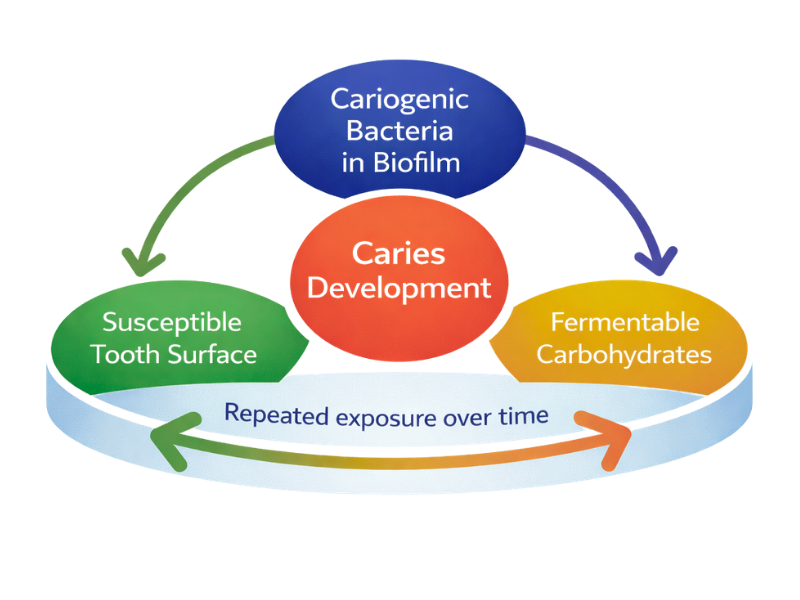 Cariogenic
Bacteria
in Biofilm
Caries
Development
Susceptible
Tooth Surface
Fermentable
Carbohydrates
Repeated exposure over time